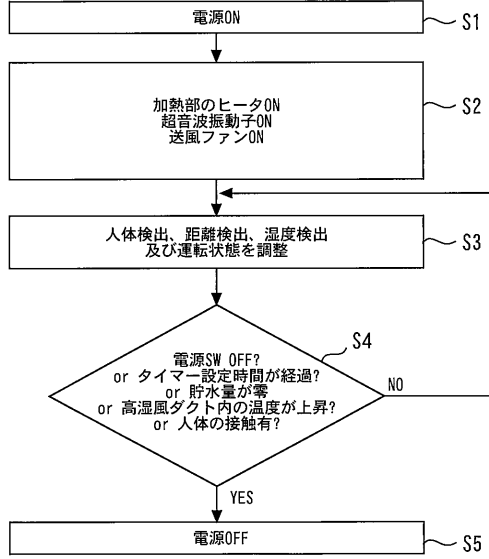 電源ON
S1
加熱部のヒータON
超音波振動子ON
送風ファンON
S2
人体検出、距離検出、湿度検出
及び運転状態を調整
S3
S4
電源SW OFF?
or タイマー設定時間が経過?
or 貯水量が零
or 高湿風ダクト内の温度が上昇?
or 人体の接触有?
NO
YES
電源OFF
S5